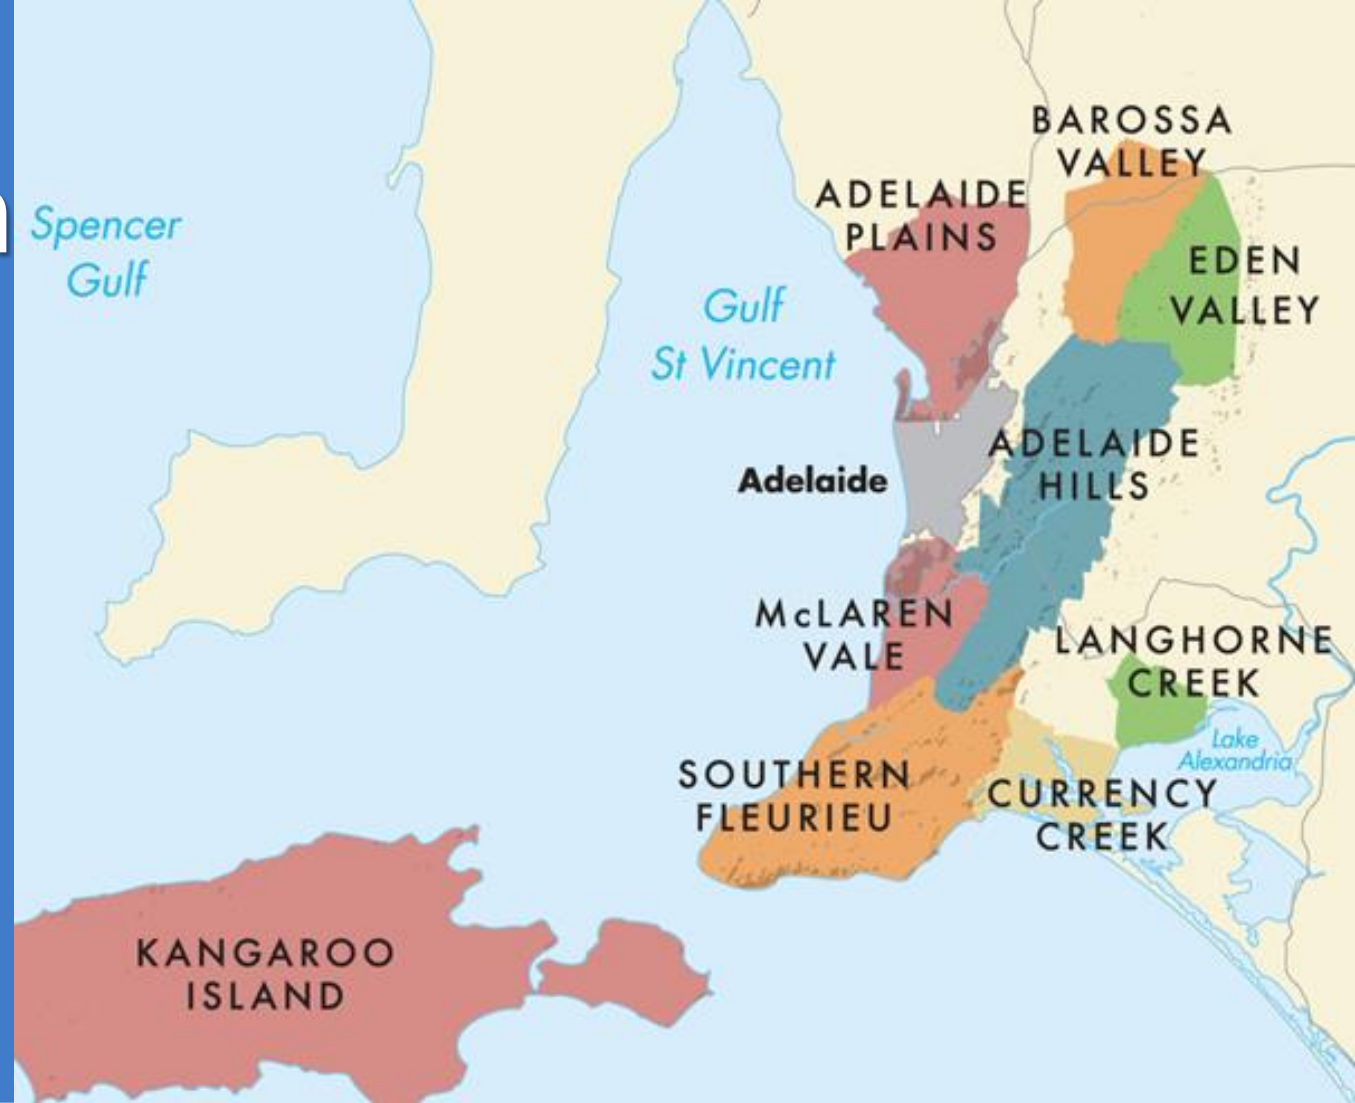 BAROSSA
VALLEY
ADELAIDE
PLAINS
Spencer
Gulf
EDEN
VALLEY
Gulf
St Vincent
ADELAIDE
HILLS
Adelaide
McLAREN
VALE
LANGHORNE
CREEK
Lake
Alexandria
SOUTHERN
FLEURIEU
CURRENCY
CREEK
KANGAROO
ISLAND